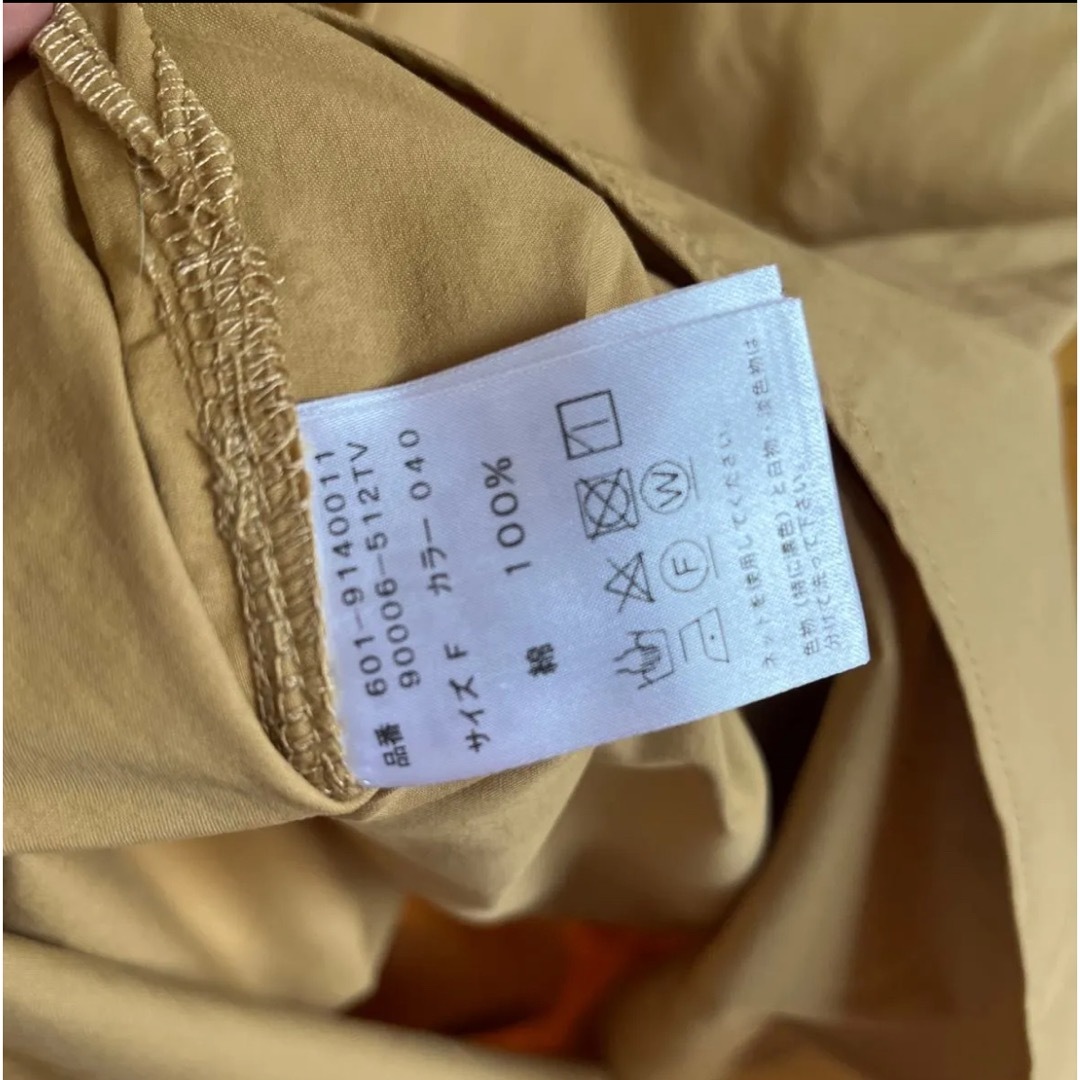 品番 601-9140011
90006-512TV
サイズ F カラー 040
綿 100%
W
F
ネットを使用してください。
色物（特に濃色）と白物・淡色物は
分けて洗って下さい。